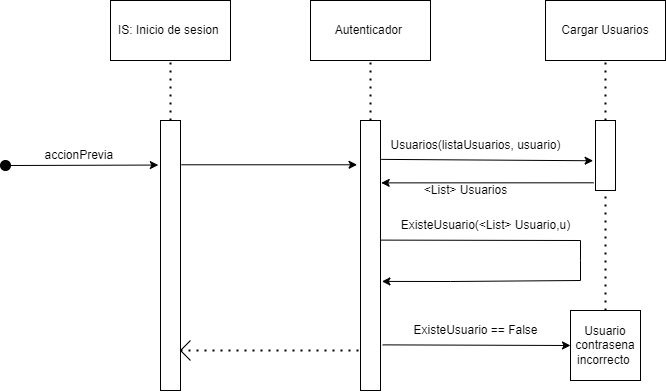 IS: Inicio de sesion
Autenticador
Cargar Usuarios
accionPrevia
Usuarios(listaUsuarios, usuario)
<List> Usuarios
ExisteUsuario(<List> Usuario,u)
ExisteUsuario == False
Usuario
contrasena
incorrecto